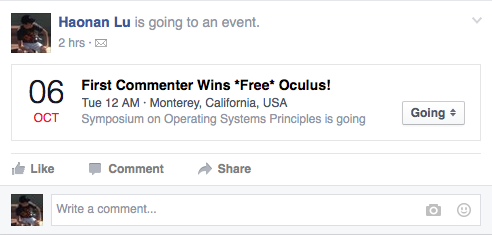 Haonan Lu is going to an event.
2 hrs ·
06
OCT
First Commenter Wins *Free* Oculus!
Tue 12 AM · Monterey, California, USA
Symposium on Operating Systems Principles is going
Going
Like Comment Share
Write a comment...